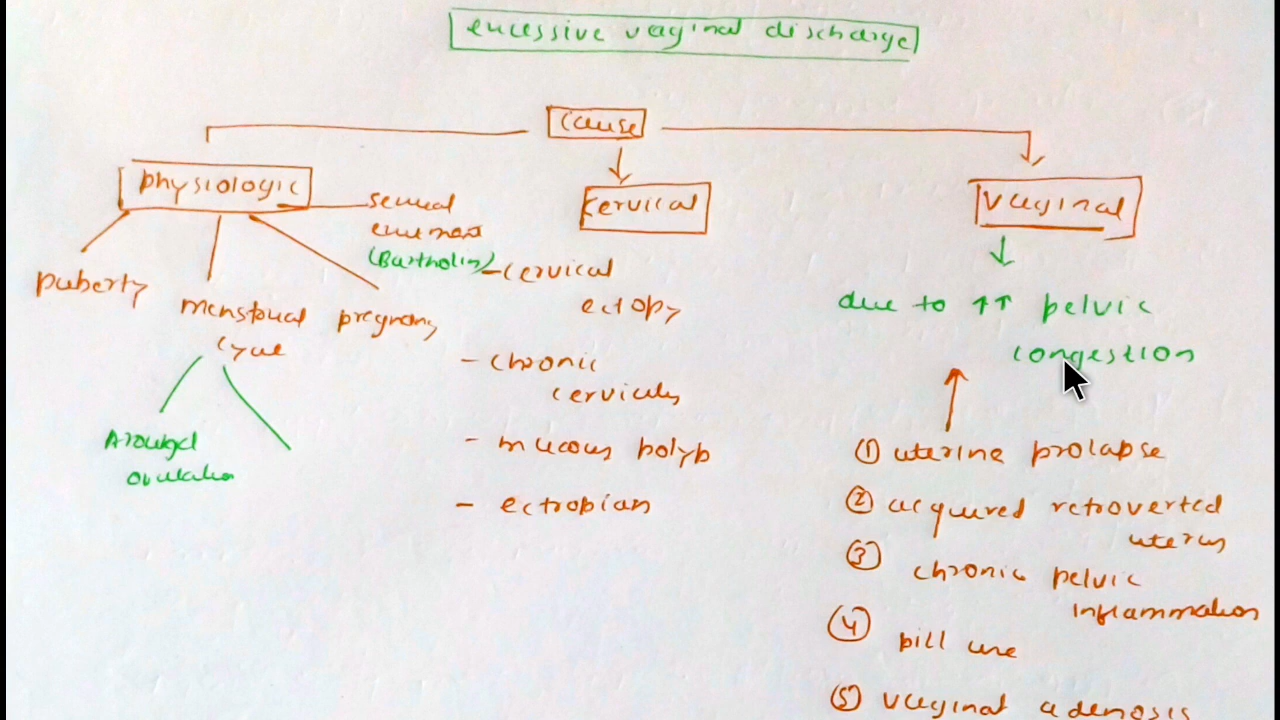 excessive vaginal discharge
cause
physiologic
sexual
excitment
(Bartholin)
puberty
menstrual
cycle
pregnancy
Around
ovulation
cervical
- cervical
ectopy
- chronic
cervicitis
- mucous polyp
- ectropian
vaginal
due to ↑↑ pelvic
congestion
① uterine prolapse
② acquired retroverted
uterus
③ chronic pelvic
inflammation
④ pill use
⑤ vaginal adenosis